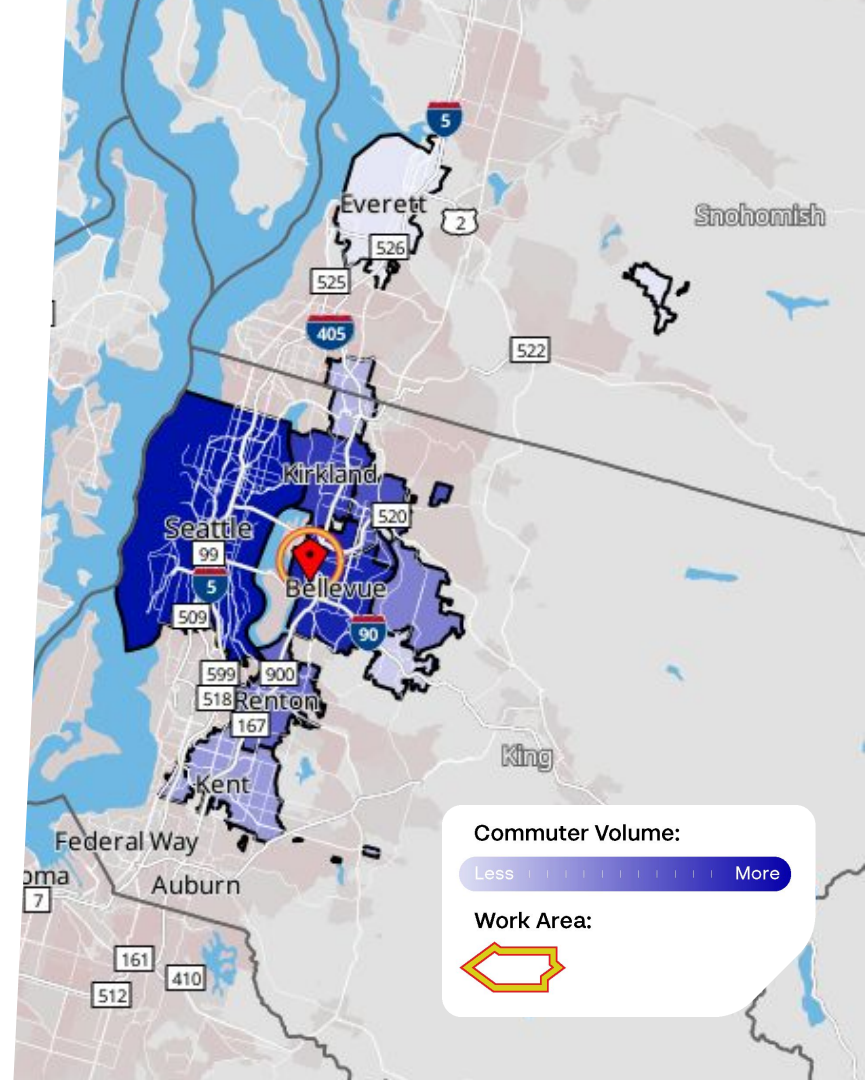 5
Everett
Snohomish
2
526
525
405
522
Kirkland
520
Seattle
99
5
Bellevue
509
90
599
900
518
Renton
167
King
Kent
Commuter Volume:
Federal Way
Less
More
oma
Auburn
7
Work Area:
161
410
512